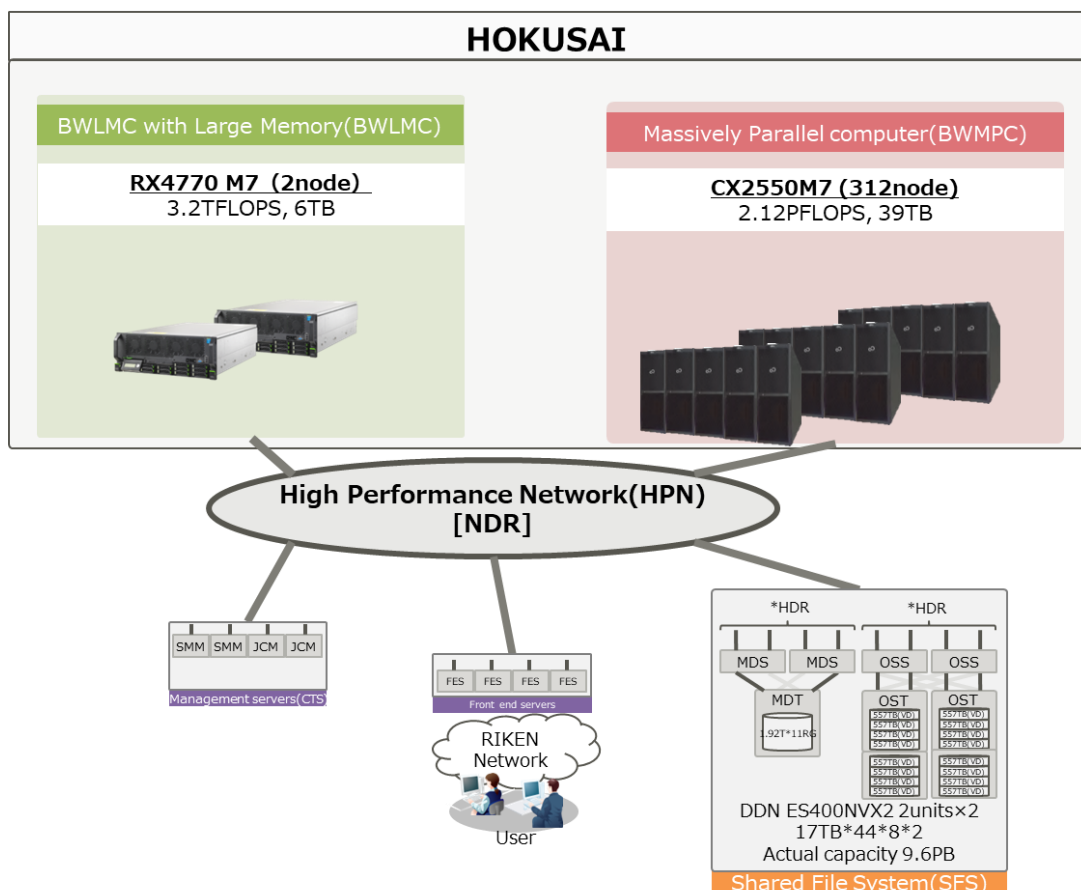 HOKUSAI
BWLMC with Large Memory(BWLMC)
RX4770 M7（2node）
3.2TFLOPS, 6TB
Massively Parallel computer(BWMPC)
CX2550M7 (312node)
2.12PFLOPS, 39TB
High Performance Network(HPN)
[NDR]
SMM SMM JCM JCM
Management servers(CTS)
FES FES FES FES
Front end servers
RIKEN
Network
User
*HDR *HDR
MDS MDS OSS OSS
MDT OST OST
1.92T*11RG
557TB(VD) 557TB(VD)
557TB(VD) 557TB(VD)
557TB(VD) 557TB(VD)
557TB(VD) 557TB(VD)
557TB(VD) 557TB(VD)
557TB(VD) 557TB(VD)
557TB(VD) 557TB(VD)
557TB(VD) 557TB(VD)
DDN ES400NVX2 2units×2
17TB*44*8*2
Actual capacity 9.6PB
Shared File System(SFS)